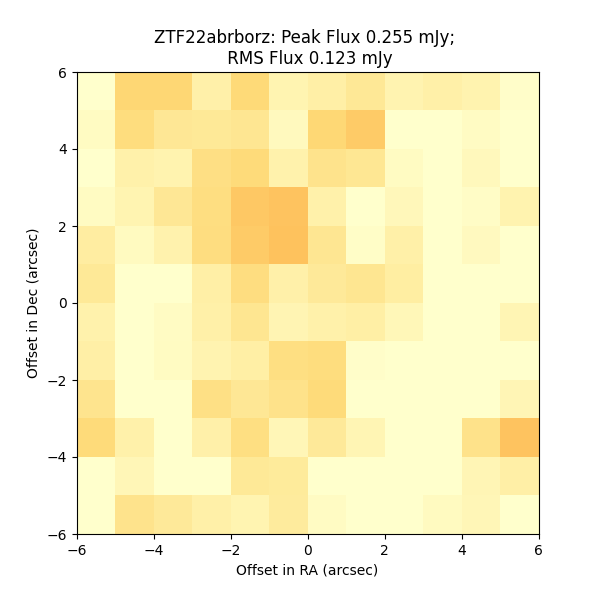 ZTF22abrborz: Peak Flux 0.255 mJy;
RMS Flux 0.123 mJy
6
4
2
0
−2
−4
−6
Offset in Dec (arcsec)
−6 −4 −2 0 2 4 6
Offset in RA (arcsec)